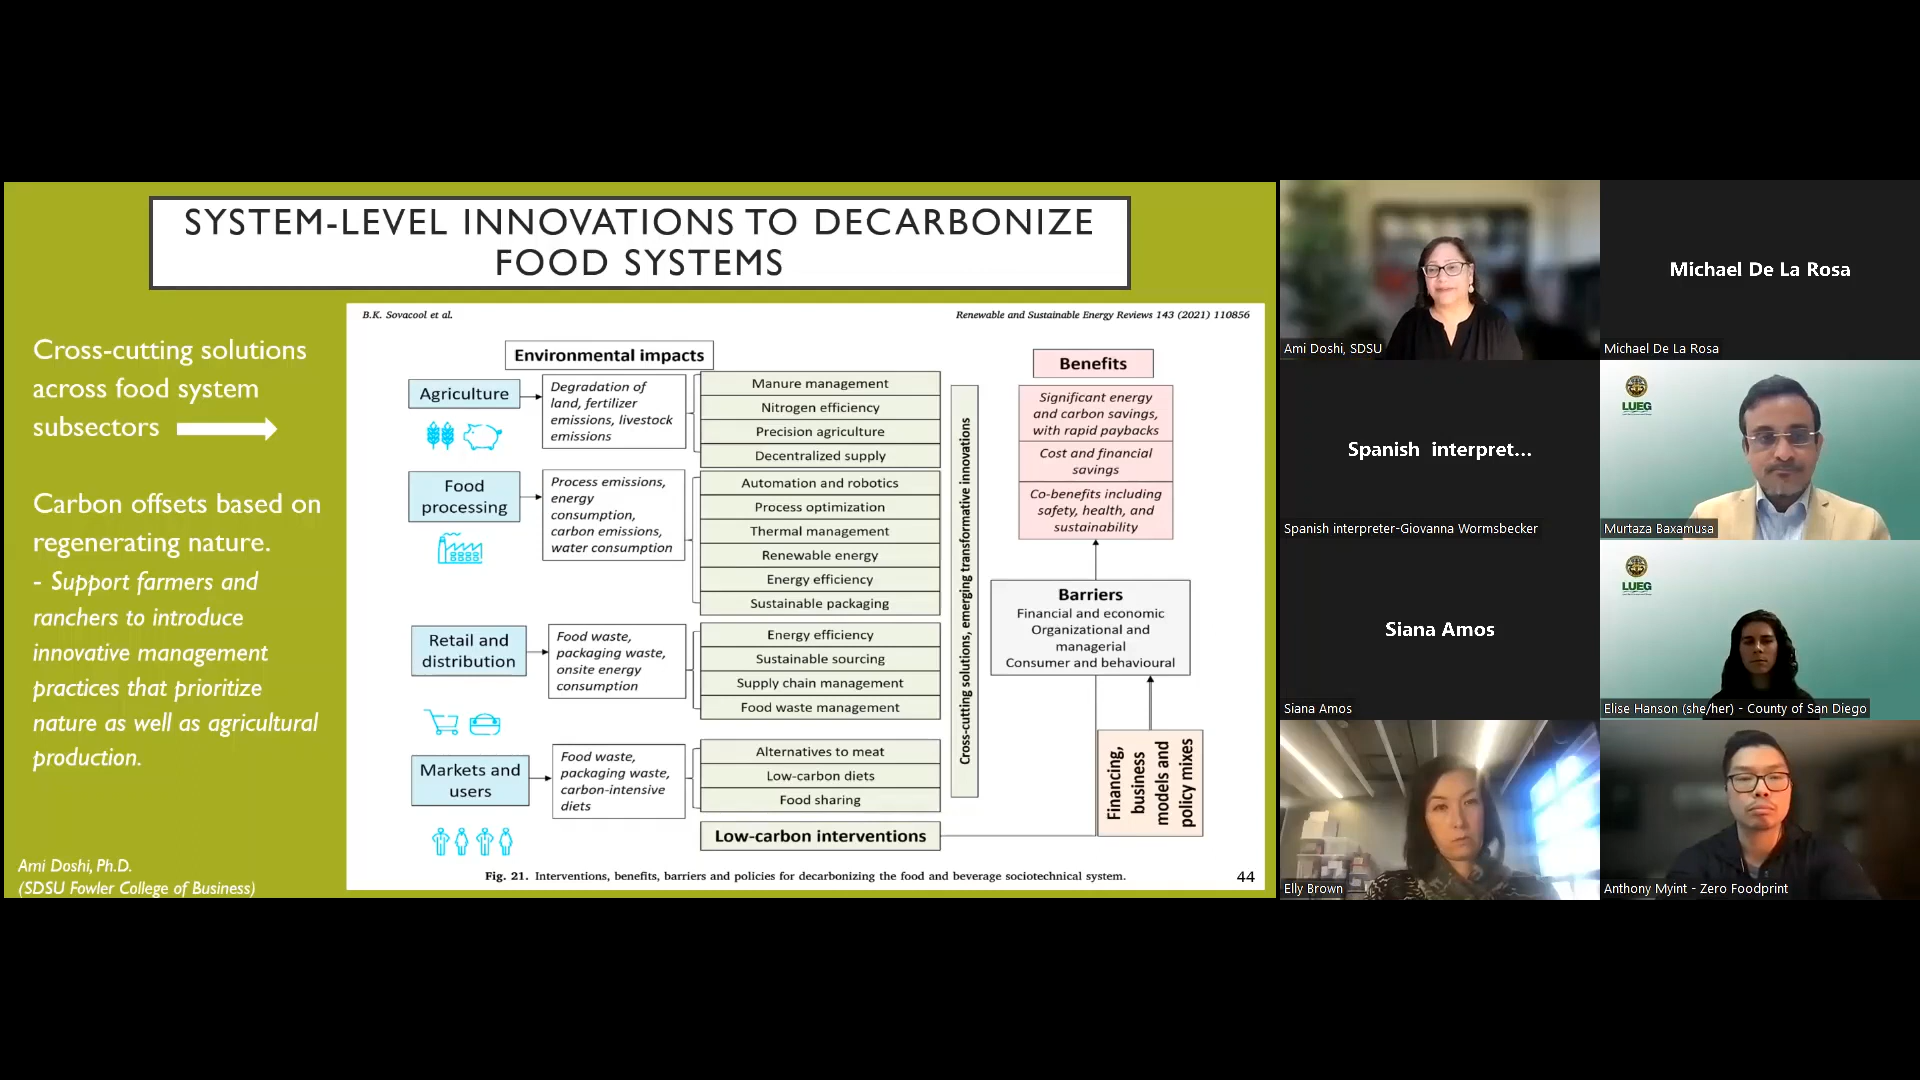 SYSTEM-LEVEL INNOVATIONS TO DECARBONIZE
FOOD SYSTEMS
Cross-cutting solutions
across food system
subsectors
Carbon offsets based on
regenerating nature.
- Support farmers and
ranchers to introduce
innovative management
practices that prioritize
nature as well as agricultural
production.
Ami Doshi, Ph.D.
(SDSU Fowler College of Business)
B.K. Sovacool et al.
Renewable and Sustainable Energy Reviews 143 (2021) 110856
Environmental impacts
Agriculture
Degradation of
land, fertilizer
emissions, livestock
emissions
Manure management
Nitrogen efficiency
Precision agriculture
Decentralized supply
Food
processing
Process emissions,
energy
consumption,
carbon emissions,
water consumption
Automation and robotics
Process optimization
Thermal management
Renewable energy
Energy efficiency
Sustainable packaging
Retail and
distribution
Food waste,
packaging waste,
onsite energy
consumption
Energy efficiency
Sustainable sourcing
Supply chain management
Food waste management
Markets and
users
Food waste,
packaging waste,
carbon-intensive
diets
Alternatives to meat
Low-carbon diets
Food sharing
Low-carbon interventions
Cross-cutting solutions, emerging transformative innovations
Benefits
Significant energy
and carbon savings,
with rapid paybacks
Cost and financial
savings
Co-benefits including
safety, health, and
sustainability
Barriers
Financial and economic
Organizational and
managerial
Consumer and behavioural
Financing,
business
models and
policy mixes
Fig. 21. Interventions, benefits, barriers and policies for decarbonizing the food and beverage sociotechnical system.
44
Ami Doshi, SDSU
Michael De La Rosa
Michael De La Rosa
Spanish interpret...
Spanish interpreter-Giovanna Wormsbecker
LUEG
Murtaza Baxamusa
Siana Amos
Siana Amos
LUEG
Elise Hanson (she/her) - County of San Diego
Elly Brown
Anthony Myint - Zero Foodprint